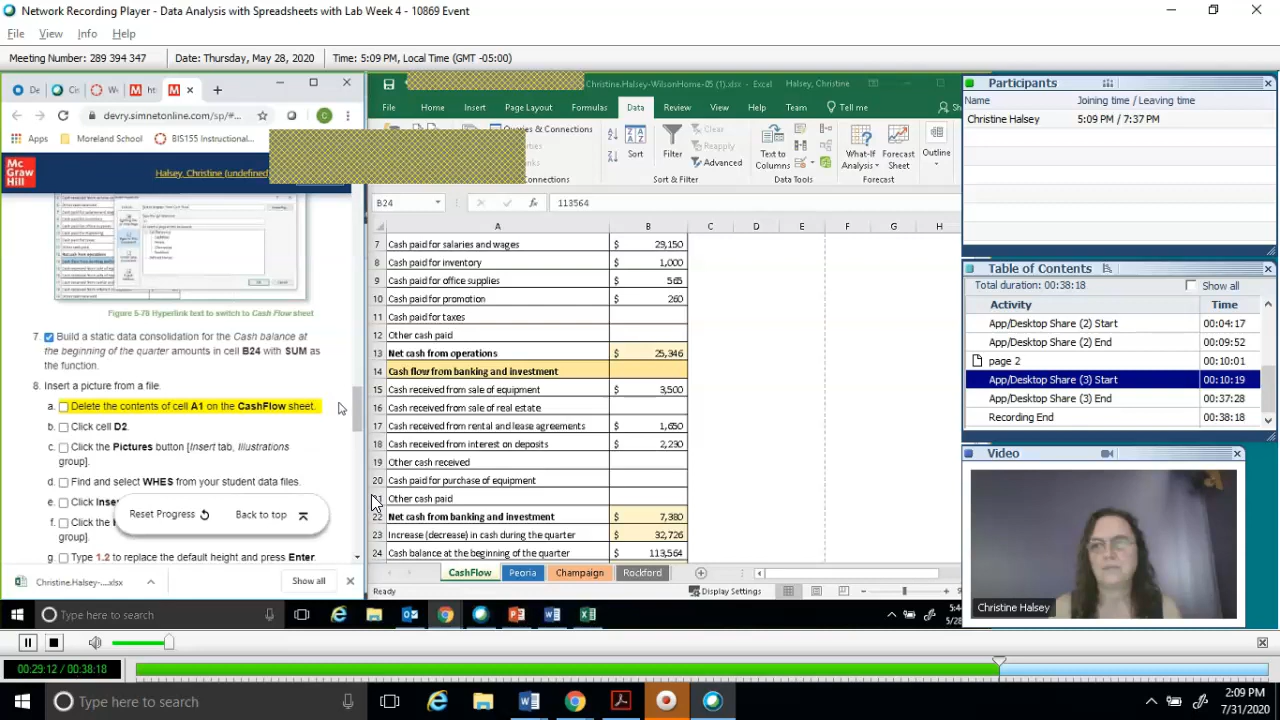 Network Recording Player - Data Analysis with Spreadsheets with Lab Week 4 - 10869 Event
File View Info Help
Meeting Number: 289 394 347 Date: Thursday, May 28, 2020 Time: 5:09 PM, Local Time (GMT -05:00)
devry.simnetonline.com/sp/#...
Apps Moreland School BIS155 Instructional...
Mc
Graw
Hill
Halsey, Christine (undefined
Figure 5-78 Hyperlink text to switch to Cash Flow sheet
7. Build a static data consolidation for the Cash balance at
the beginning of the quarter amounts in cell B24 with SUM as
the function.
8. Insert a picture from a file.
a. Delete the contents of cell A1 on the CashFlow sheet.
b. Click cell D2.
c. Click the Pictures button [Insert tab, Illustrations
group].
d. Find and select WHES from your student data files.
e. Click Inse
f. Click the
group].
g. Type 1.2 to replace the default height and press Enter.
Reset Progress Back to top
Christine.Halsey-....xlsx Show all
Christine.Halsey-WilsonHome-05 (1).xlsx - Excel Halsey, Christine
File Home Insert Page Layout Formulas Data Review View Help Team Tell me
Queries & Connections
Sort Filter Clear Reapply Advanced
Text to
Columns
What-If
Analysis
Forecast
Sheet
Outline
Sort & Filter Data Tools Forecast
B24 113564
A B C D E F G H
7 Cash paid for salaries and wages $ 29,150
8 Cash paid for inventory $ 1,000
9 Cash paid for office supplies $ 565
10 Cash paid for promotion $ 260
11 Cash paid for taxes
12 Other cash paid
13 Net cash from operations $ 25,346
14 Cash flow from banking and investment
15 Cash received from sale of equipment $ 3,500
16 Cash received from sale of real estate
17 Cash received from rental and lease agreements $ 1,650
18 Cash received from interest on deposits $ 2,230
19 Other cash received
20 Cash paid for purchase of equipment
Other cash paid
22 Net cash from banking and investment $ 7,380
23 Increase (decrease) in cash during the quarter $ 32,726
24 Cash balance at the beginning of the quarter $ 113,564
CashFlow Peoria Champaign Rockford
Ready Display Settings
Type here to search
Participants
Name Joining time / Leaving time
Christine Halsey 5:09 PM / 7:37 PM
Table of Contents
Total duration: 00:38:18 Show all
Activity Time
App/Desktop Share (2) Start 00:04:17
App/Desktop Share (2) End 00:09:52
page 2 00:10:01
App/Desktop Share (3) Start 00:10:19
App/Desktop Share (3) End 00:37:28
Recording End 00:38:18
Video
Christine Halsey
00:29:12 / 00:38:18
Type here to search
2:09 PM
7/31/2020